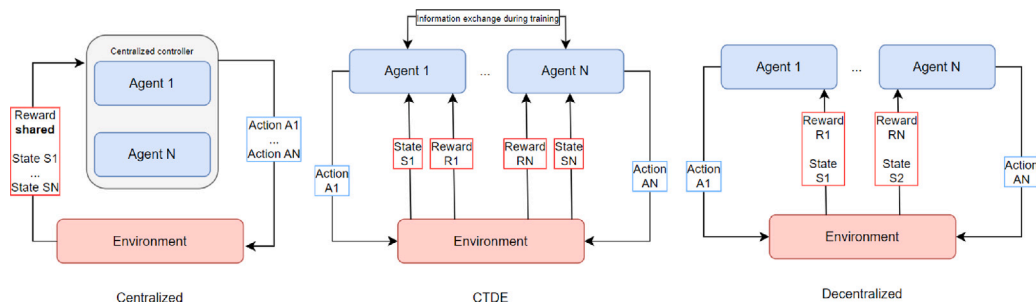 Centralized controller
Agent 1
Agent N
Reward
shared
State S1
...
State SN
Action A1
...
Action AN
Environment
Centralized
Information exchange during training
Agent 1
...
Agent N
State
S1
Reward
R1
Reward
RN
State
SN
Action
A1
Action
AN
Environment
CTDE
Agent 1
...
Agent N
Reward
R1
State
S1
Reward
RN
State
S2
Action
A1
Action
AN
Environment
Decentralized